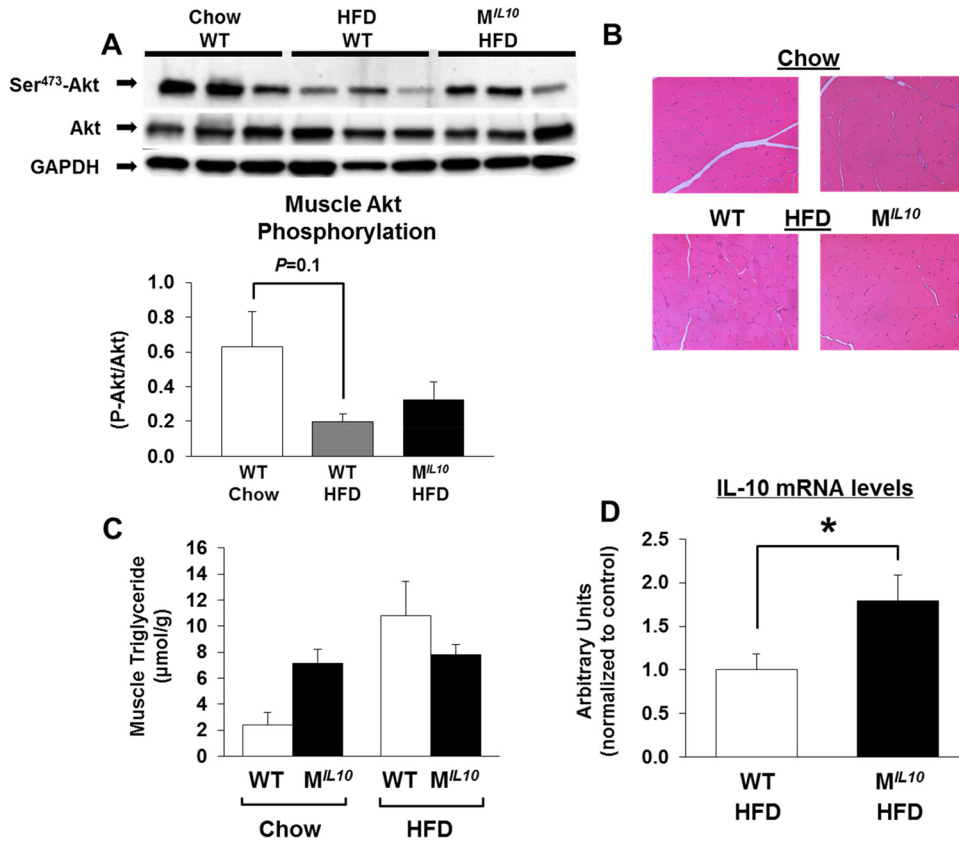 A
Chow
WT
HFD
WT
M^IL10
HFD
Ser473-Akt
Akt
GAPDH
Muscle Akt
Phosphorylation
P=0.1
(P-Akt/Akt)
1.0
0.8
0.6
0.4
0.2
0.0
WT
Chow
WT
HFD
M^IL10
HFD
B
Chow
WT HFD M^IL10
C
Muscle Triglyceride
(µmol/g)
16
14
12
10
8
6
4
2
0
WT M^IL10 WT M^IL10
Chow HFD
D
IL-10 mRNA levels
*
Arbitrary Units
(normalized to control)
2.5
2.0
1.5
1.0
0.5
0.0
WT
HFD
M^IL10
HFD